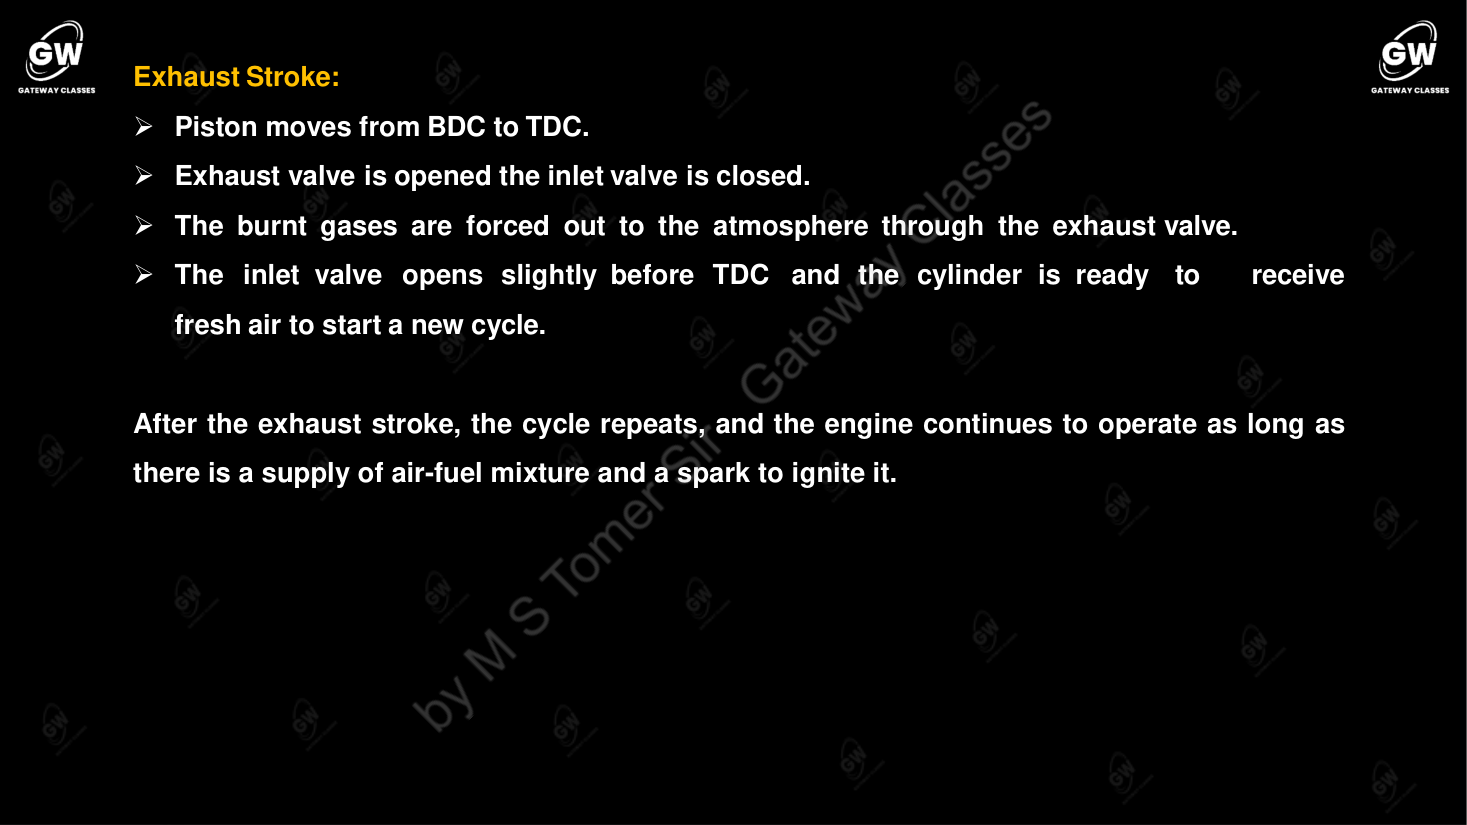 GW
GATEWAY CLASSES
GW
GATEWAY CLASSES
Exhaust Stroke:
➢ Piston moves from BDC to TDC.
➢ Exhaust valve is opened the inlet valve is closed.
➢ The burnt gases are forced out to the atmosphere through the exhaust valve.
➢ The inlet valve opens slightly before TDC and the cylinder is ready to receive
fresh air to start a new cycle.
After the exhaust stroke, the cycle repeats, and the engine continues to operate as long as
there is a supply of air-fuel mixture and a spark to ignite it.
by M S Tomer Sir Gateway Classes